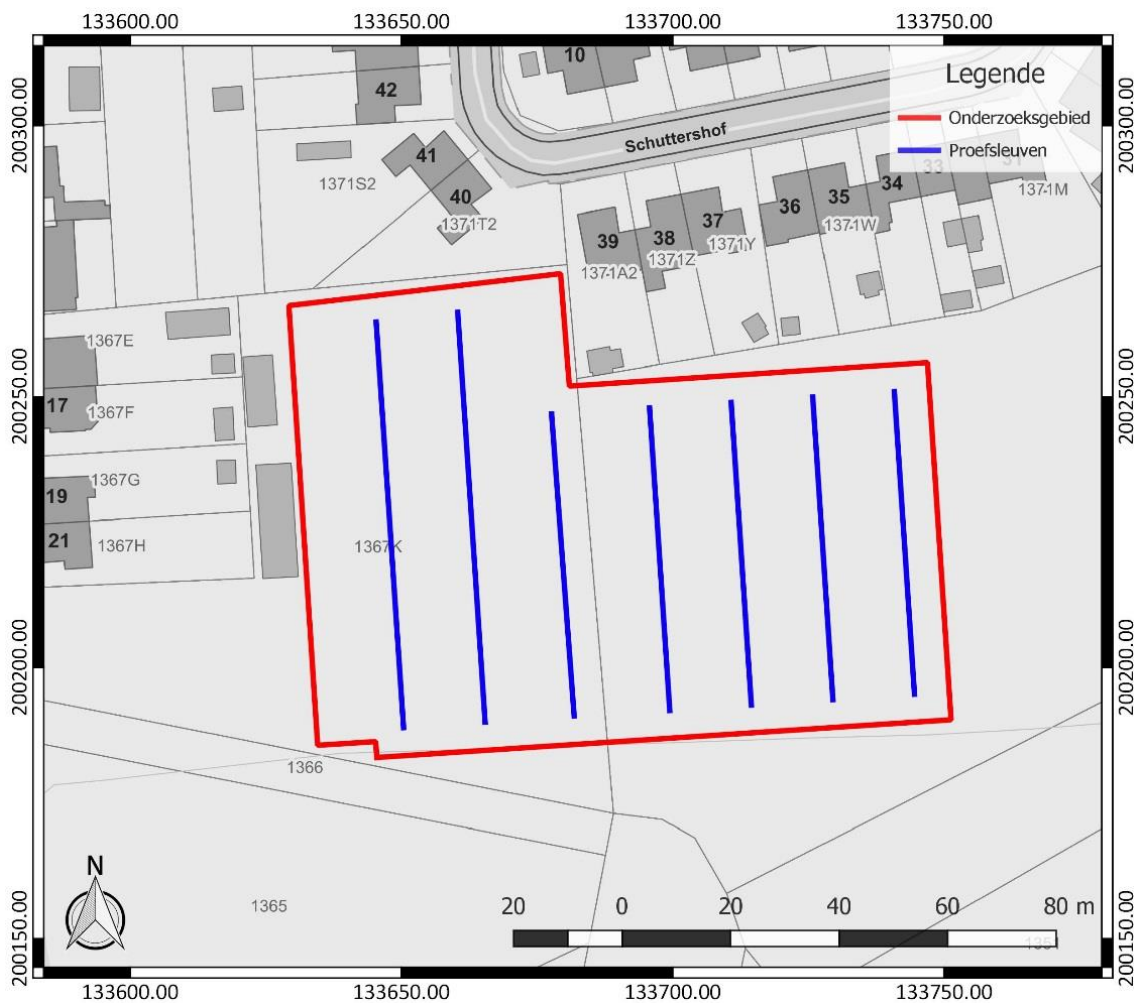 133600.00 133650.00 133700.00 133750.00
Legende
Onderzoeksgebied
Proefsleuven
10
42
Schuttershof
41
1371S2
40
1371T2
33
31
34
1371M
35
36
1371W
37
1371Y
38
39
1371Z
1371A2
200300.00 200300.00
1367E
17
1367F
200250.00 200250.00
1367G
19
21
1367H
1367K
200200.00 200200.00
1366
N
1365
20 0 20 40 60 80 m
1351
200150.00 200150.00
133600.00 133650.00 133700.00 133750.00